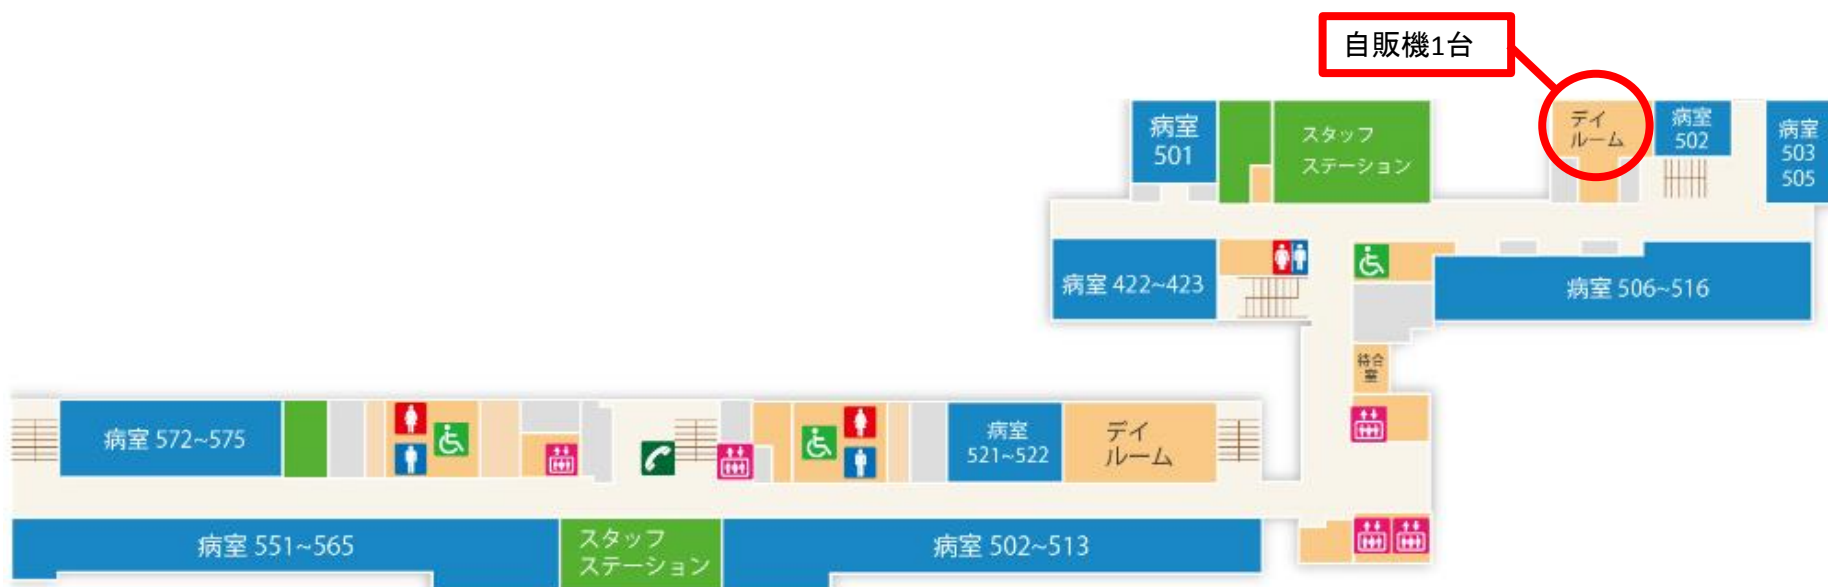 自販機1台
病室
501
スタッフ
ステーション
デイ
ルーム
病室
502
病室
503
505
病室 422~423
病室 506~516
待合
室
病室 572~575
病室
521~522
デイ
ルーム
病室 551~565
スタッフ
ステーション
病室 502~513